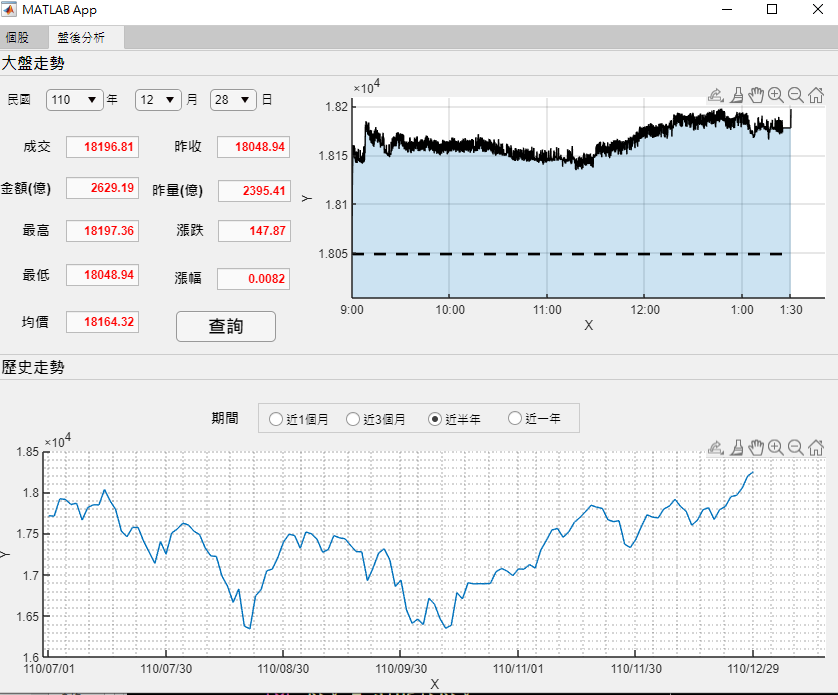 MATLAB App
個股 盤後分析
大盤走勢
民國 110 年 12 月 28 日
成交 18196.81 昨收 18048.94
金額(億) 2629.19 昨量(億) 2395.41
最高 18197.36 漲跌 147.87
最低 18048.94 漲幅 0.0082
均價 18164.32 查詢
×10⁴
1.82
1.815
1.81
1.805
Y
9:00 10:00 11:00 12:00 1:00 1:30
X
歷史走勢
期間 近1個月 近3個月 近半年 近一年
×10⁴
1.85
1.8
1.75
1.7
1.65
1.6
Y
110/07/01 110/07/30 110/08/30 110/09/30 110/11/01 110/11/30 110/12/29
X